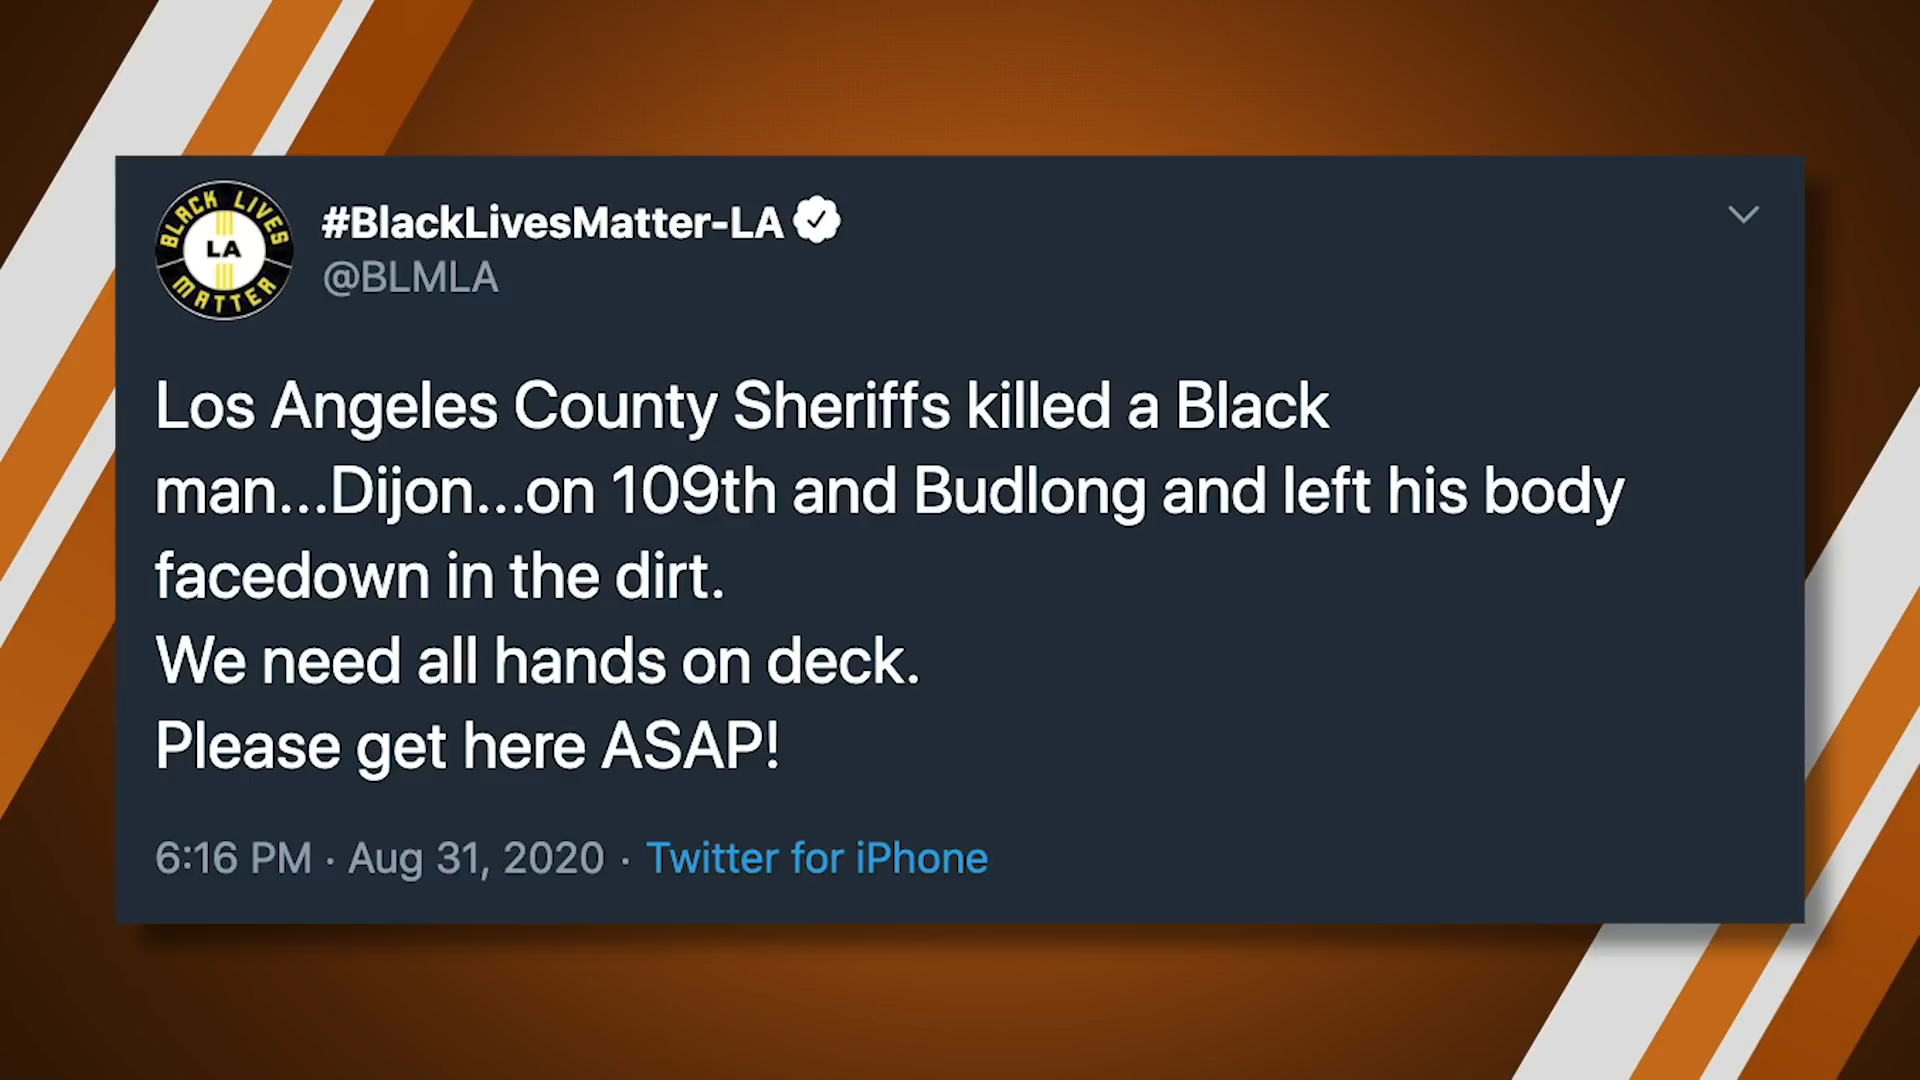 BLACK LIVES
LA
MATTER
#BlackLivesMatter-LA
@BLMLA
Los Angeles County Sheriffs killed a Black
man...Dijon...on 109th and Budlong and left his body
facedown in the dirt.
We need all hands on deck.
Please get here ASAP!
6:16 PM · Aug 31, 2020 · Twitter for iPhone